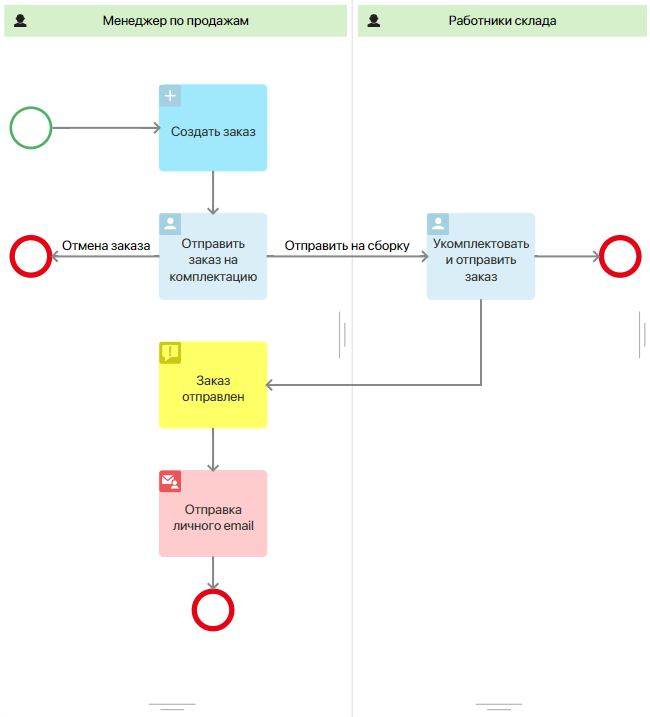 Менеджер по продажам
Работники склада
Создать заказ
Отмена заказа
Отправить
заказ на
комплектацию
Отправить на сборку
Укомплектовать
и отправить
заказ
Заказ
отправлен
Отправка
личного email